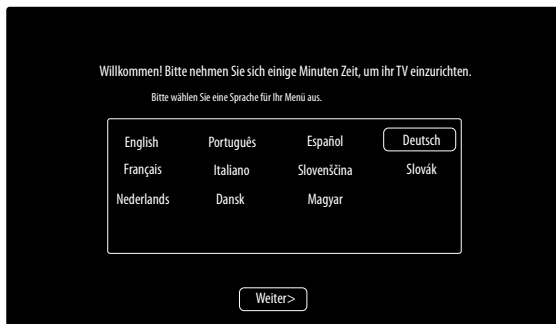 Willkommen! Bitte nehmen Sie sich einige Minuten Zeit, um ihr TV einzurichten.
Bitte wählen Sie eine Sprache für Ihr Menü aus.
English Português Español Deutsch
Français Italiano Slovenščina Slovák
Nederlands Dansk Magyar
Weiter>